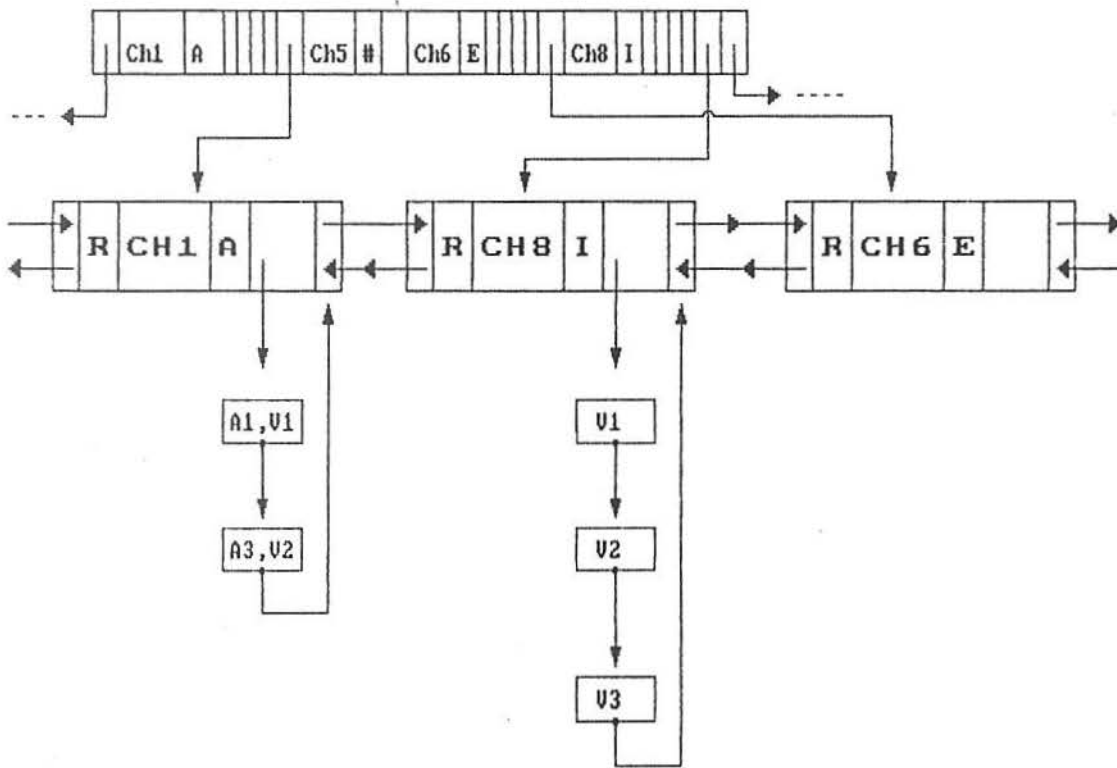 Ch1 A Ch5 # Ch6 E Ch8 I
R CH1 A R CH8 I R CH6 E
A1,V1 V1
A3,V2 V2
V3